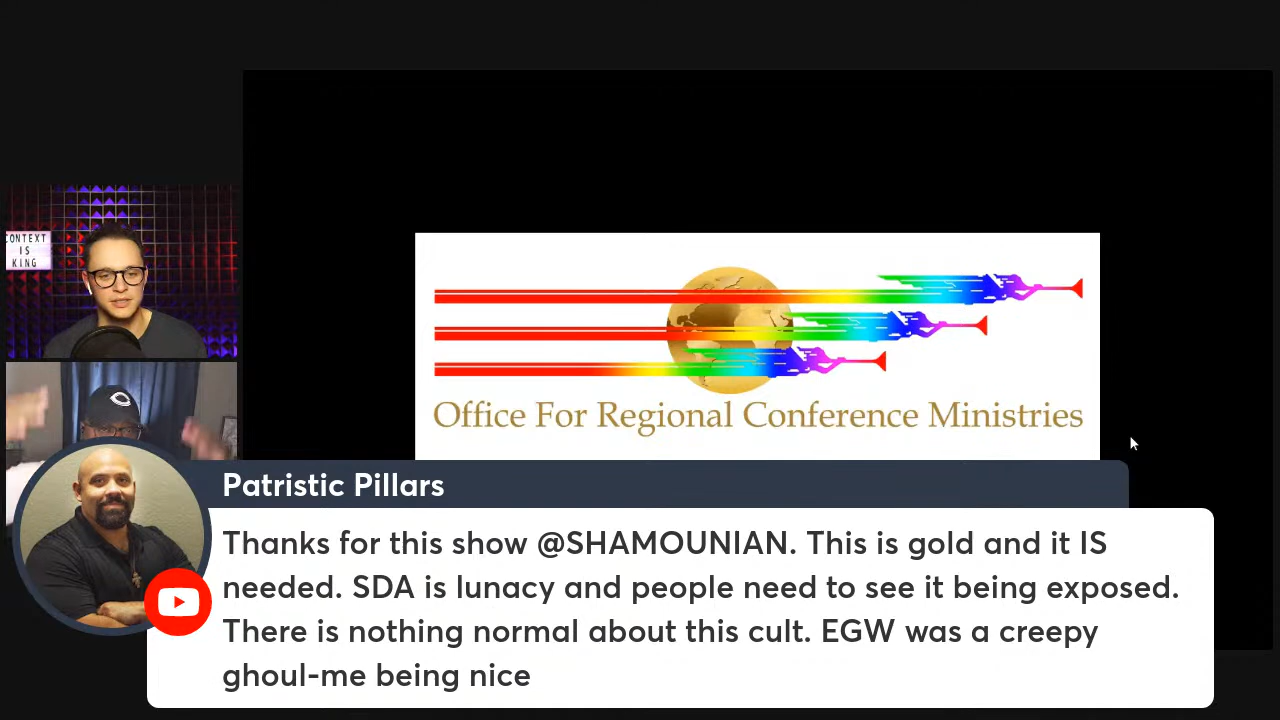 CONTEXT
IS
KING
Office For Regional Conference Ministries
Patristic Pillars
Thanks for this show @SHAMOUNIAN. This is gold and it IS
needed. SDA is lunacy and people need to see it being exposed.
There is nothing normal about this cult. EGW was a creepy
ghoul-me being nice